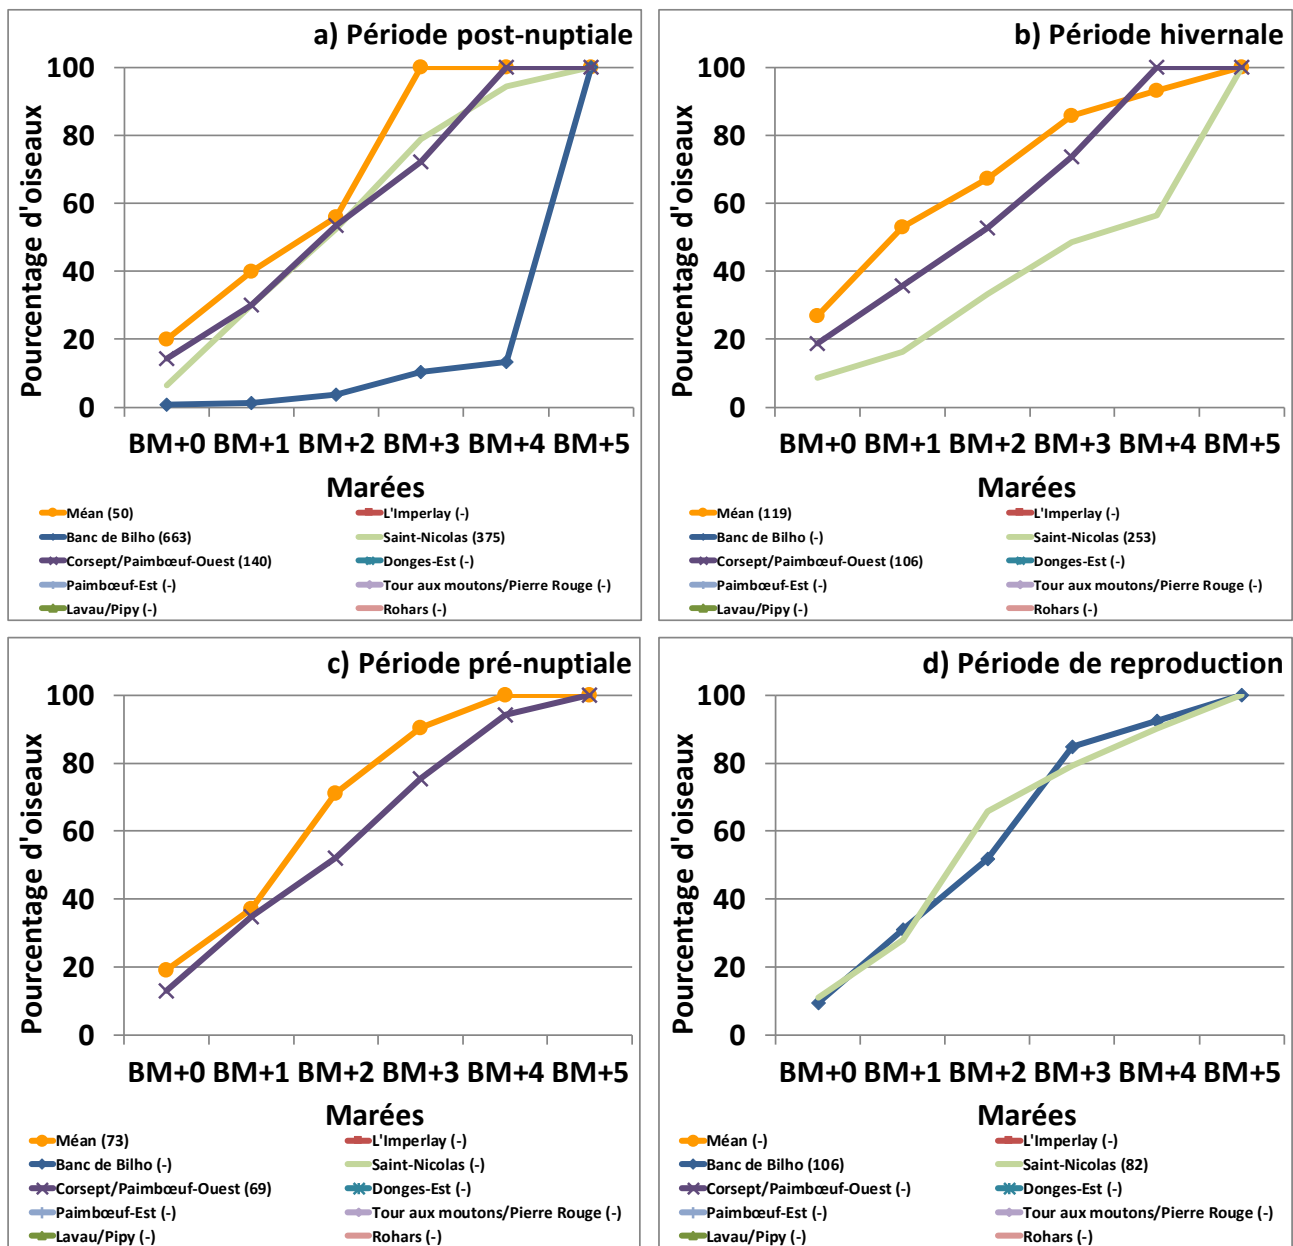 a) Période post-nuptiale
Pourcentage d'oiseaux
100
80
60
40
20
0
BM+0 BM+1 BM+2 BM+3 BM+4 BM+5
Marées
Méan (50) L'Imperlay (-)
Banc de Bilho (663) Saint-Nicolas (375)
Corsept/Paimbœuf-Ouest (140) Donges-Est (-)
Paimbœuf-Est (-) Tour aux moutons/Pierre Rouge (-)
Lavau/Pipy (-) Rohars (-)
b) Période hivernale
Pourcentage d'oiseaux
100
80
60
40
20
0
BM+0 BM+1 BM+2 BM+3 BM+4 BM+5
Marées
Méan (119) L'Imperlay (-)
Banc de Bilho (-) Saint-Nicolas (253)
Corsept/Paimbœuf-Ouest (106) Donges-Est (-)
Paimbœuf-Est (-) Tour aux moutons/Pierre Rouge (-)
Lavau/Pipy (-) Rohars (-)
c) Période pré-nuptiale
Pourcentage d'oiseaux
100
80
60
40
20
0
BM+0 BM+1 BM+2 BM+3 BM+4 BM+5
Marées
Méan (73) L'Imperlay (-)
Banc de Bilho (-) Saint-Nicolas (-)
Corsept/Paimbœuf-Ouest (69) Donges-Est (-)
Paimbœuf-Est (-) Tour aux moutons/Pierre Rouge (-)
Lavau/Pipy (-) Rohars (-)
d) Période de reproduction
Pourcentage d'oiseaux
100
80
60
40
20
0
BM+0 BM+1 BM+2 BM+3 BM+4 BM+5
Marées
Méan (-) L'Imperlay (-)
Banc de Bilho (106) Saint-Nicolas (82)
Corsept/Paimbœuf-Ouest (-) Donges-Est (-)
Paimbœuf-Est (-) Tour aux moutons/Pierre Rouge (-)
Lavau/Pipy (-) Rohars (-)